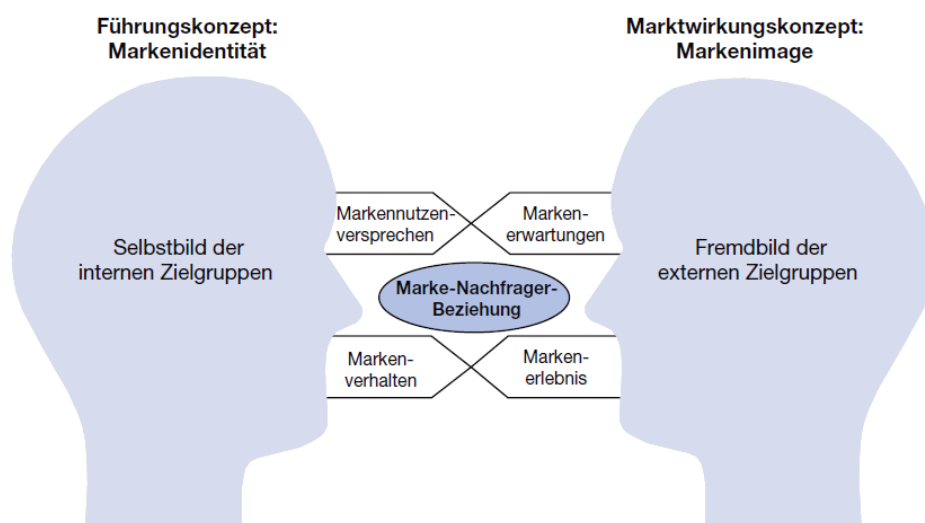 Führungskonzept:
Markenidentität
Marktwirkungskonzept:
Markenimage
Selbstbild der
internen Zielgruppen
Markennutzen-
versprechen
Marken-
erwartungen
Marke-Nachfrager-
Beziehung
Marken-
verhalten
Marken-
erlebnis
Fremdbild der
externen Zielgruppen